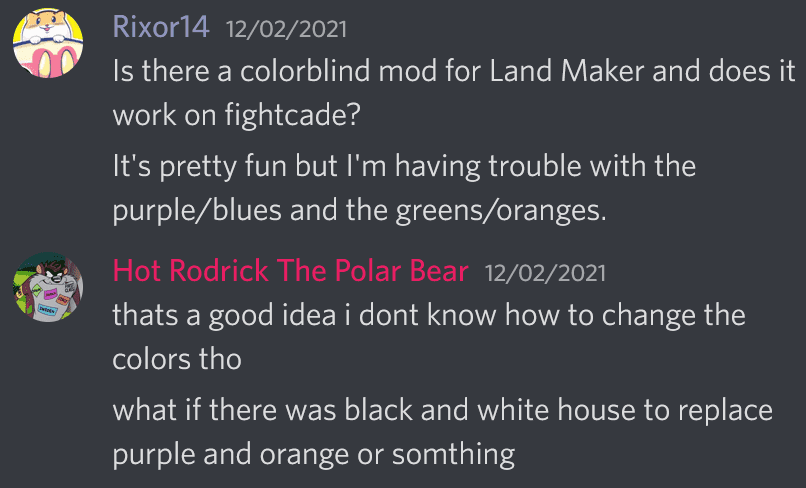 Rixor14 12/02/2021
Is there a colorblind mod for Land Maker and does it
work on fightcade?
It's pretty fun but I'm having trouble with the
purple/blues and the greens/oranges.
Hot Rodrick The Polar Bear 12/02/2021
thats a good idea i dont know how to change the
colors tho
what if there was black and white house to replace
purple and orange or somthing